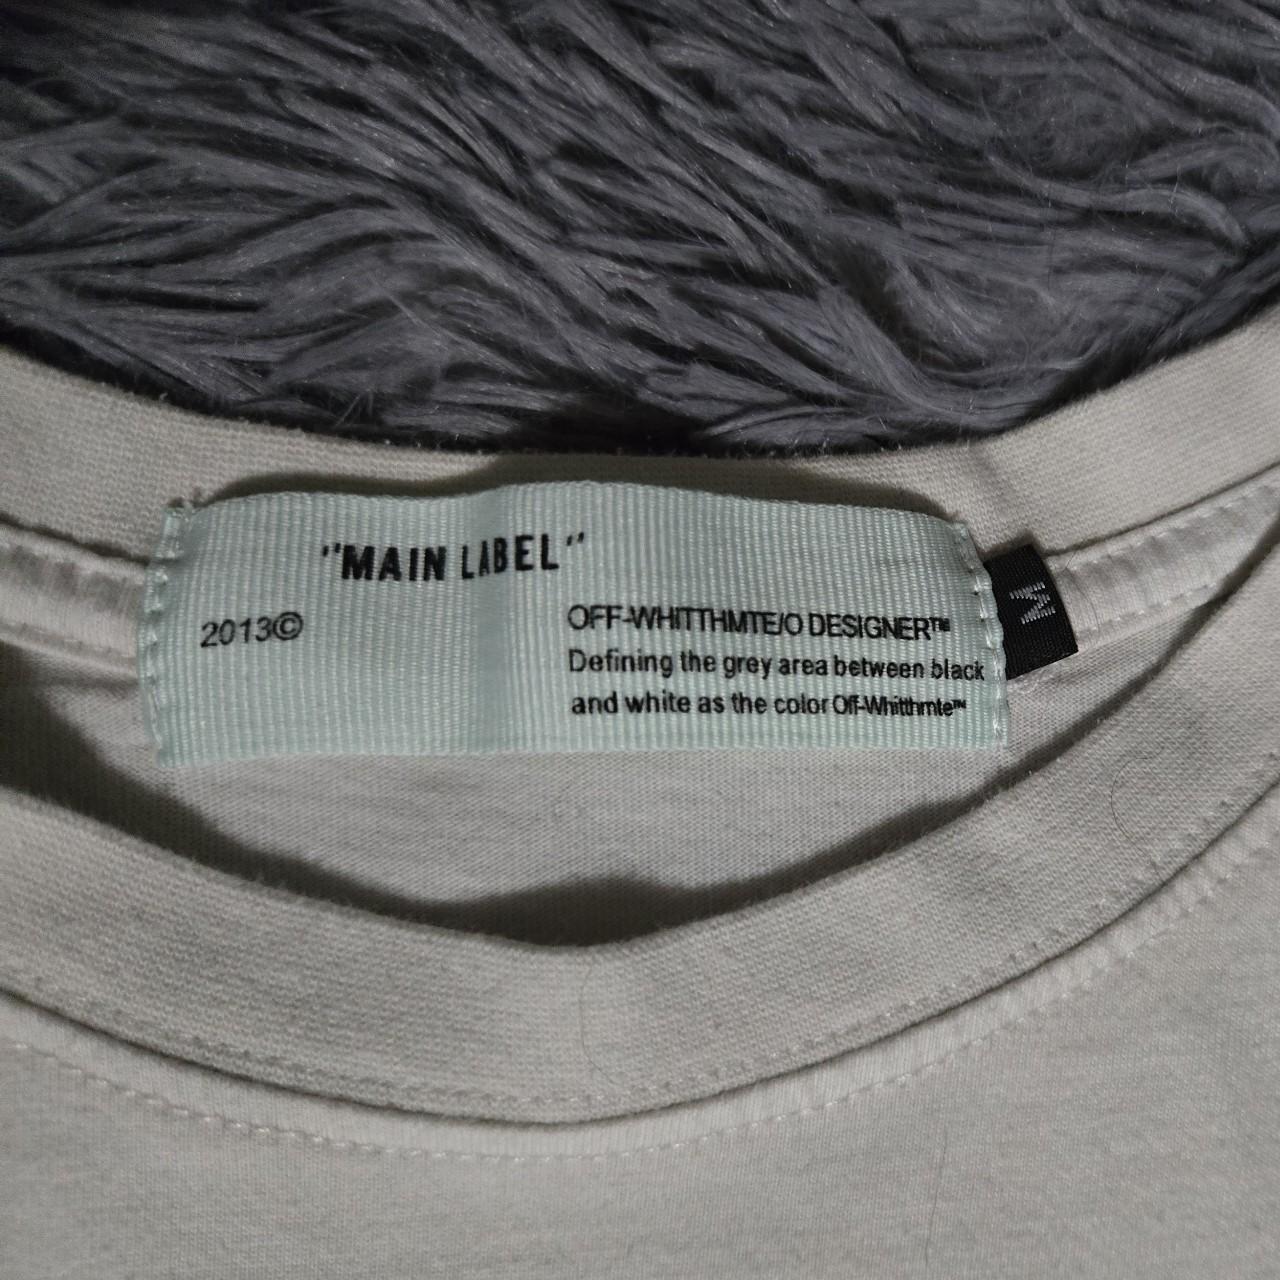 "MAIN LABEL"
2013©
OFF-WHITTHMTE/O DESIGNER™
Defining the grey area between black
and white as the color Off-Whitthmte™
M